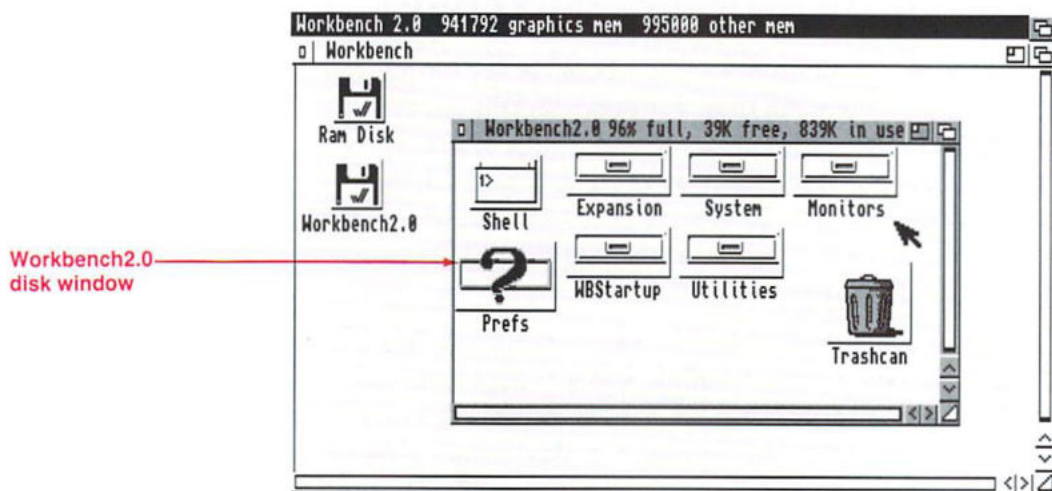 Workbench 2.0  941792 graphics mem  995000 other mem
Workbench
Ram Disk
Workbench2.0
Workbench2.0 96% full, 39K free, 839K in use
1>
Shell
Expansion
System
Monitors
Prefs
WBStartup
Utilities
Trashcan
Workbench2.0
disk window